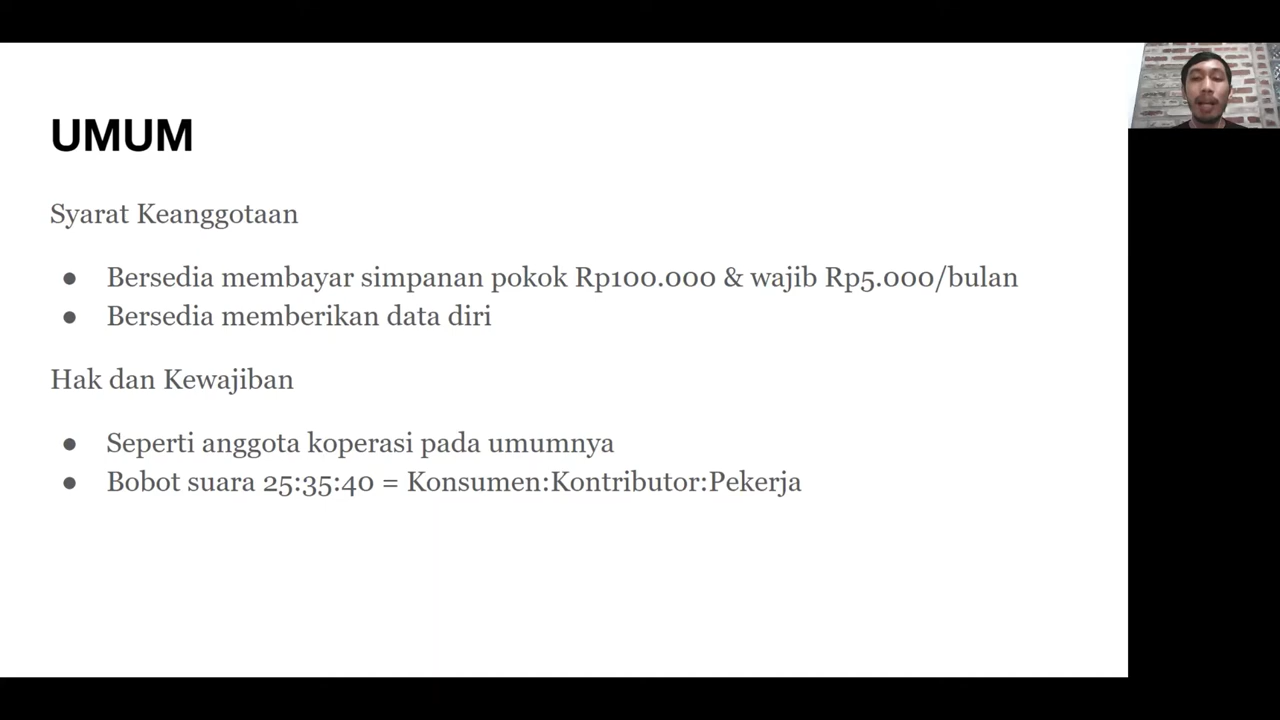 UMUM
Syarat Keanggotaan
● Bersedia membayar simpanan pokok Rp100.000 & wajib Rp5.000/bulan
● Bersedia memberikan data diri
Hak dan Kewajiban
● Seperti anggota koperasi pada umumnya
● Bobot suara 25:35:40 = Konsumen:Kontributor:Pekerja